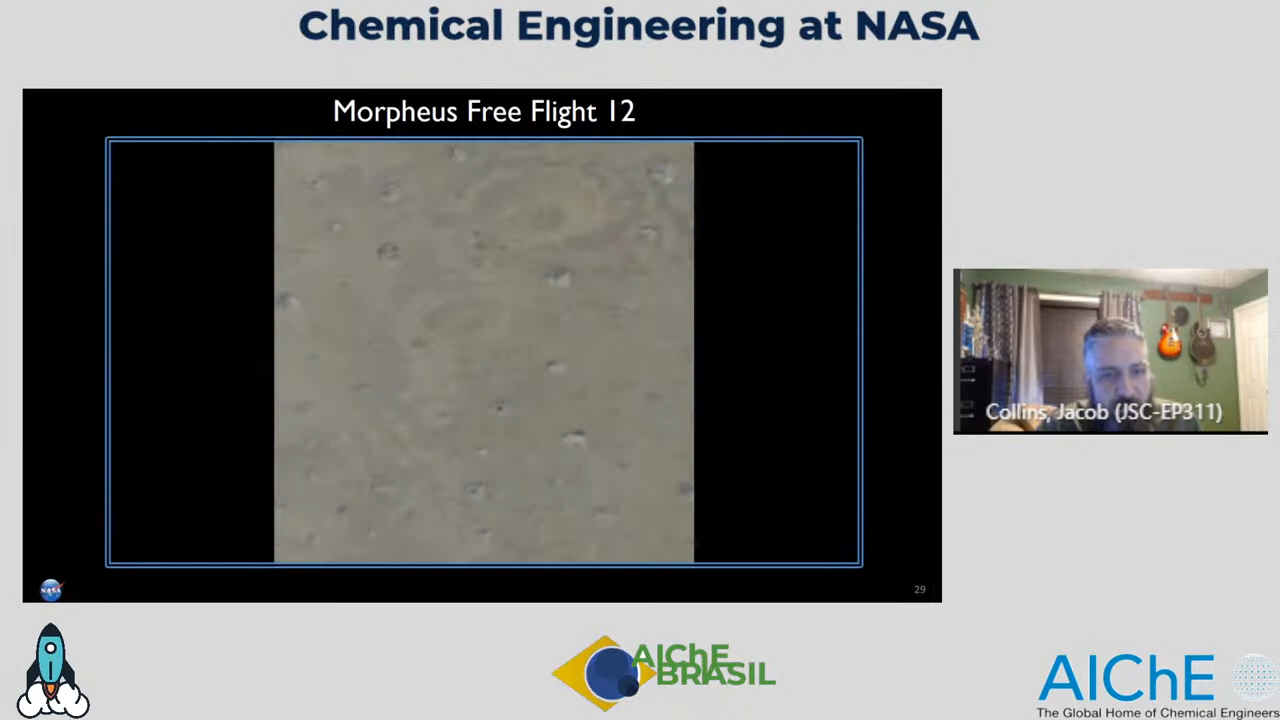 Chemical Engineering at NASA
Morpheus Free Flight 12
Collins, Jacob (JSC-EP311)
NASA
29
AIChE
BRASIL
AIChE
The Global Home of Chemical Engineers